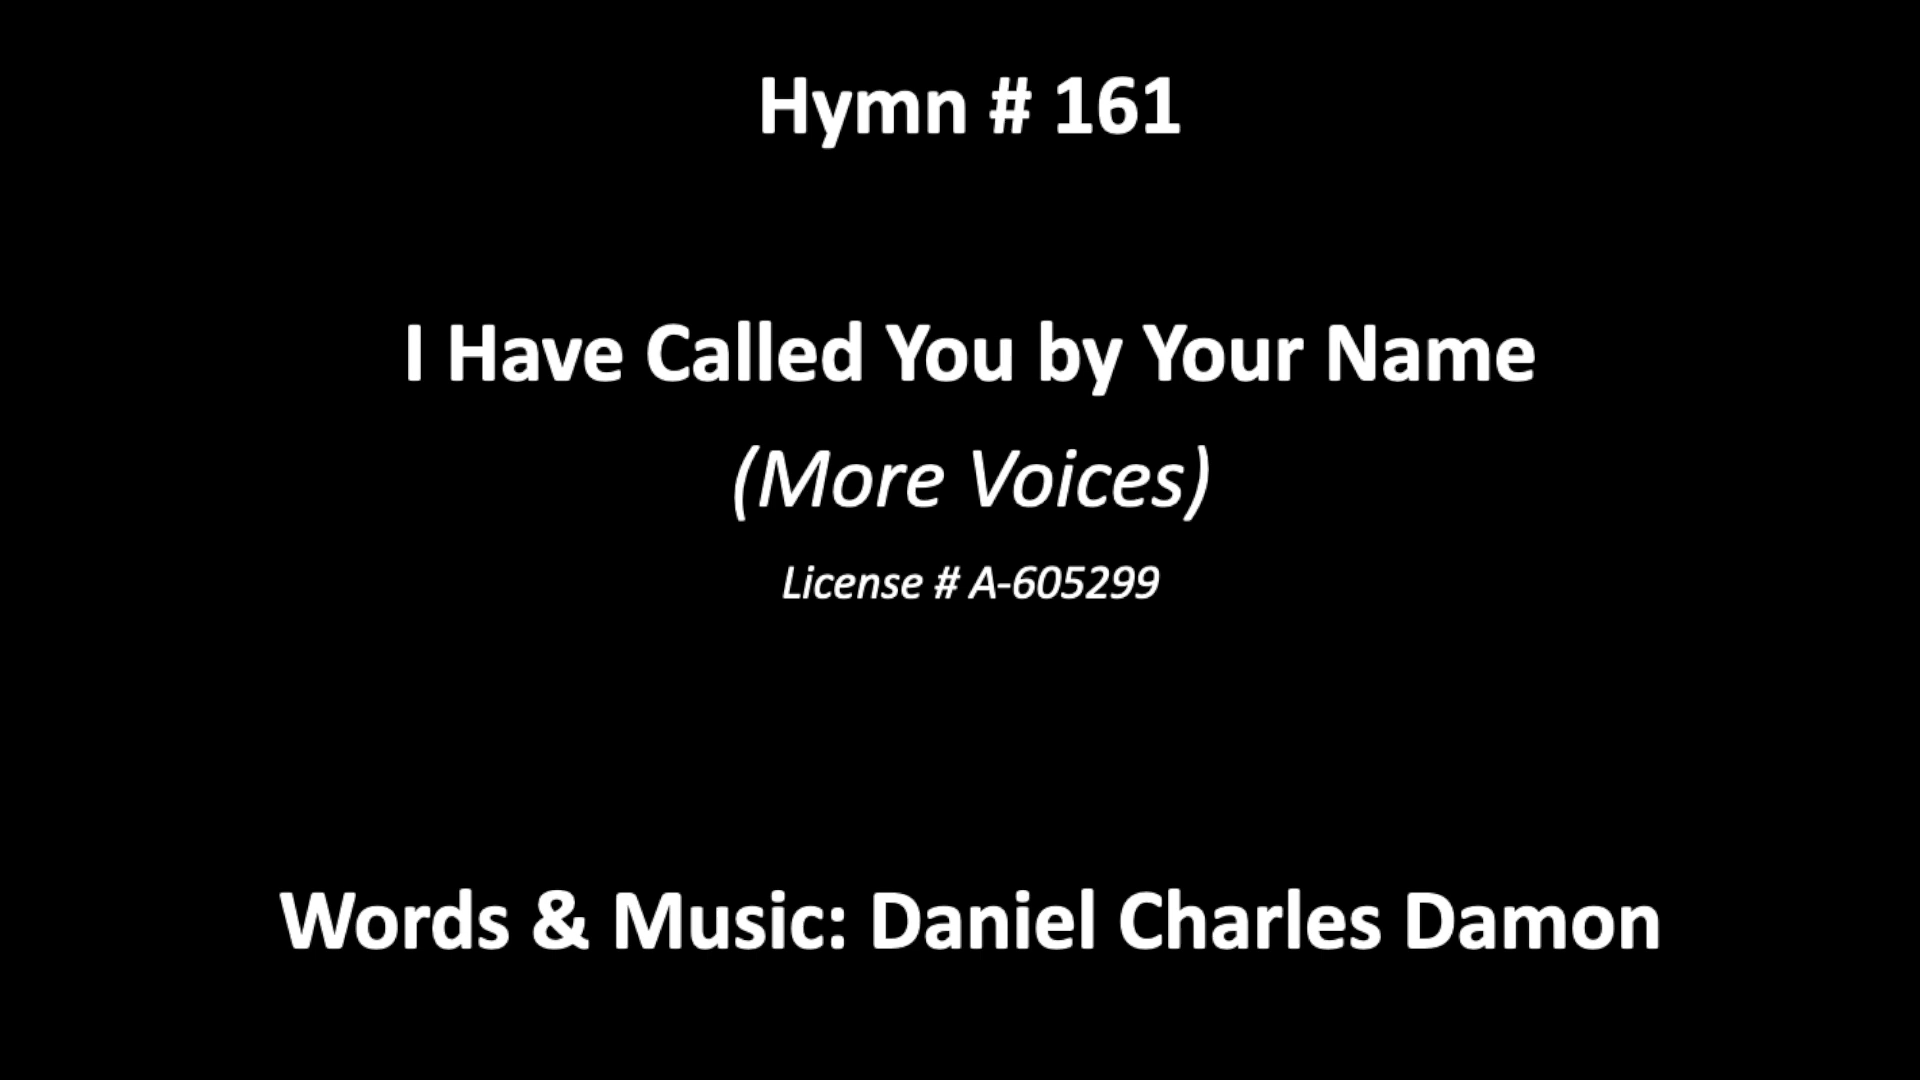 Hymn # 161
I Have Called You by Your Name
(More Voices)
License # A-605299
Words & Music: Daniel Charles Damon